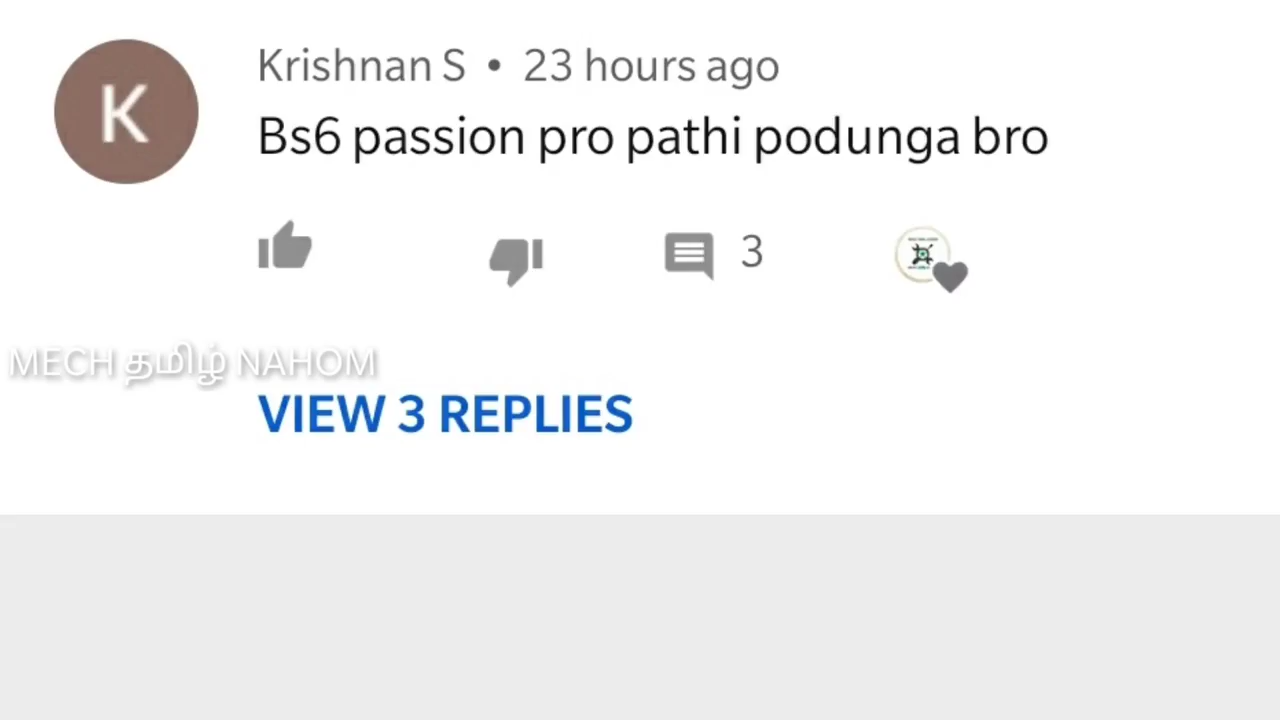 K
Krishnan S • 23 hours ago
Bs6 passion pro pathi podunga bro
3
MECH தமிழ் NAHOM
VIEW 3 REPLIES